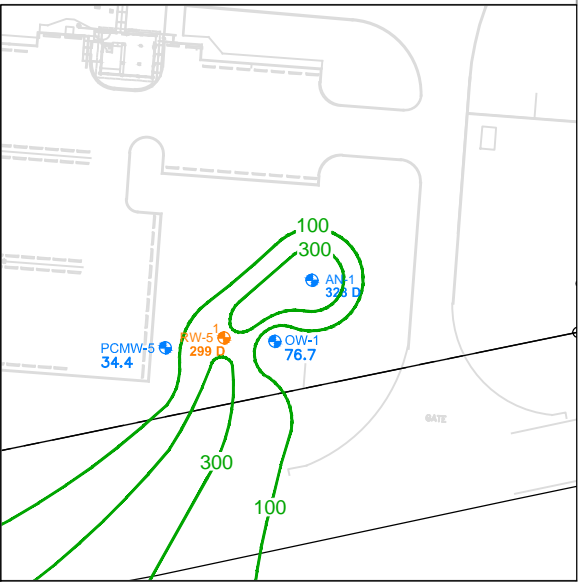 100
300
AN-1
328 D
1
RW-5
299 D
OW-1
76.7
PCMW-5
34.4
GATE
300
100